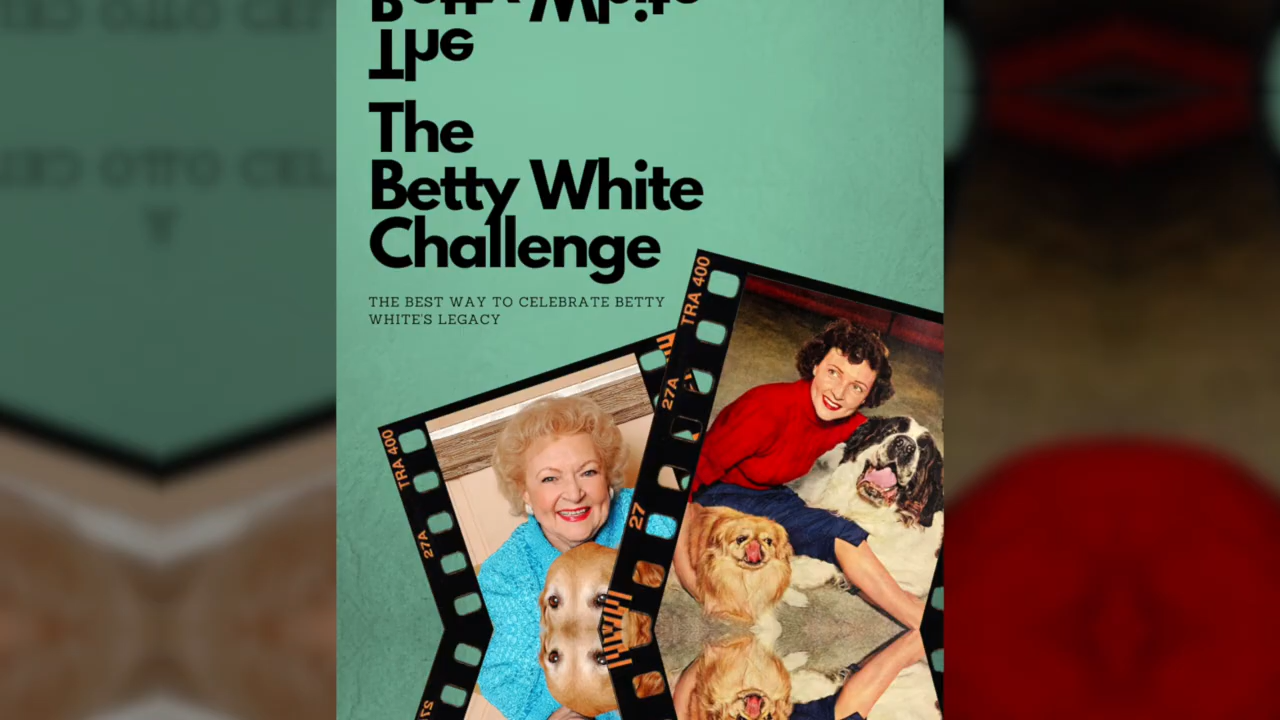 The
Betty White
Challenge
THE BEST WAY TO CELEBRATE BETTY
WHITE'S LEGACY
TRA 400
27A
27
TRA 400
27A